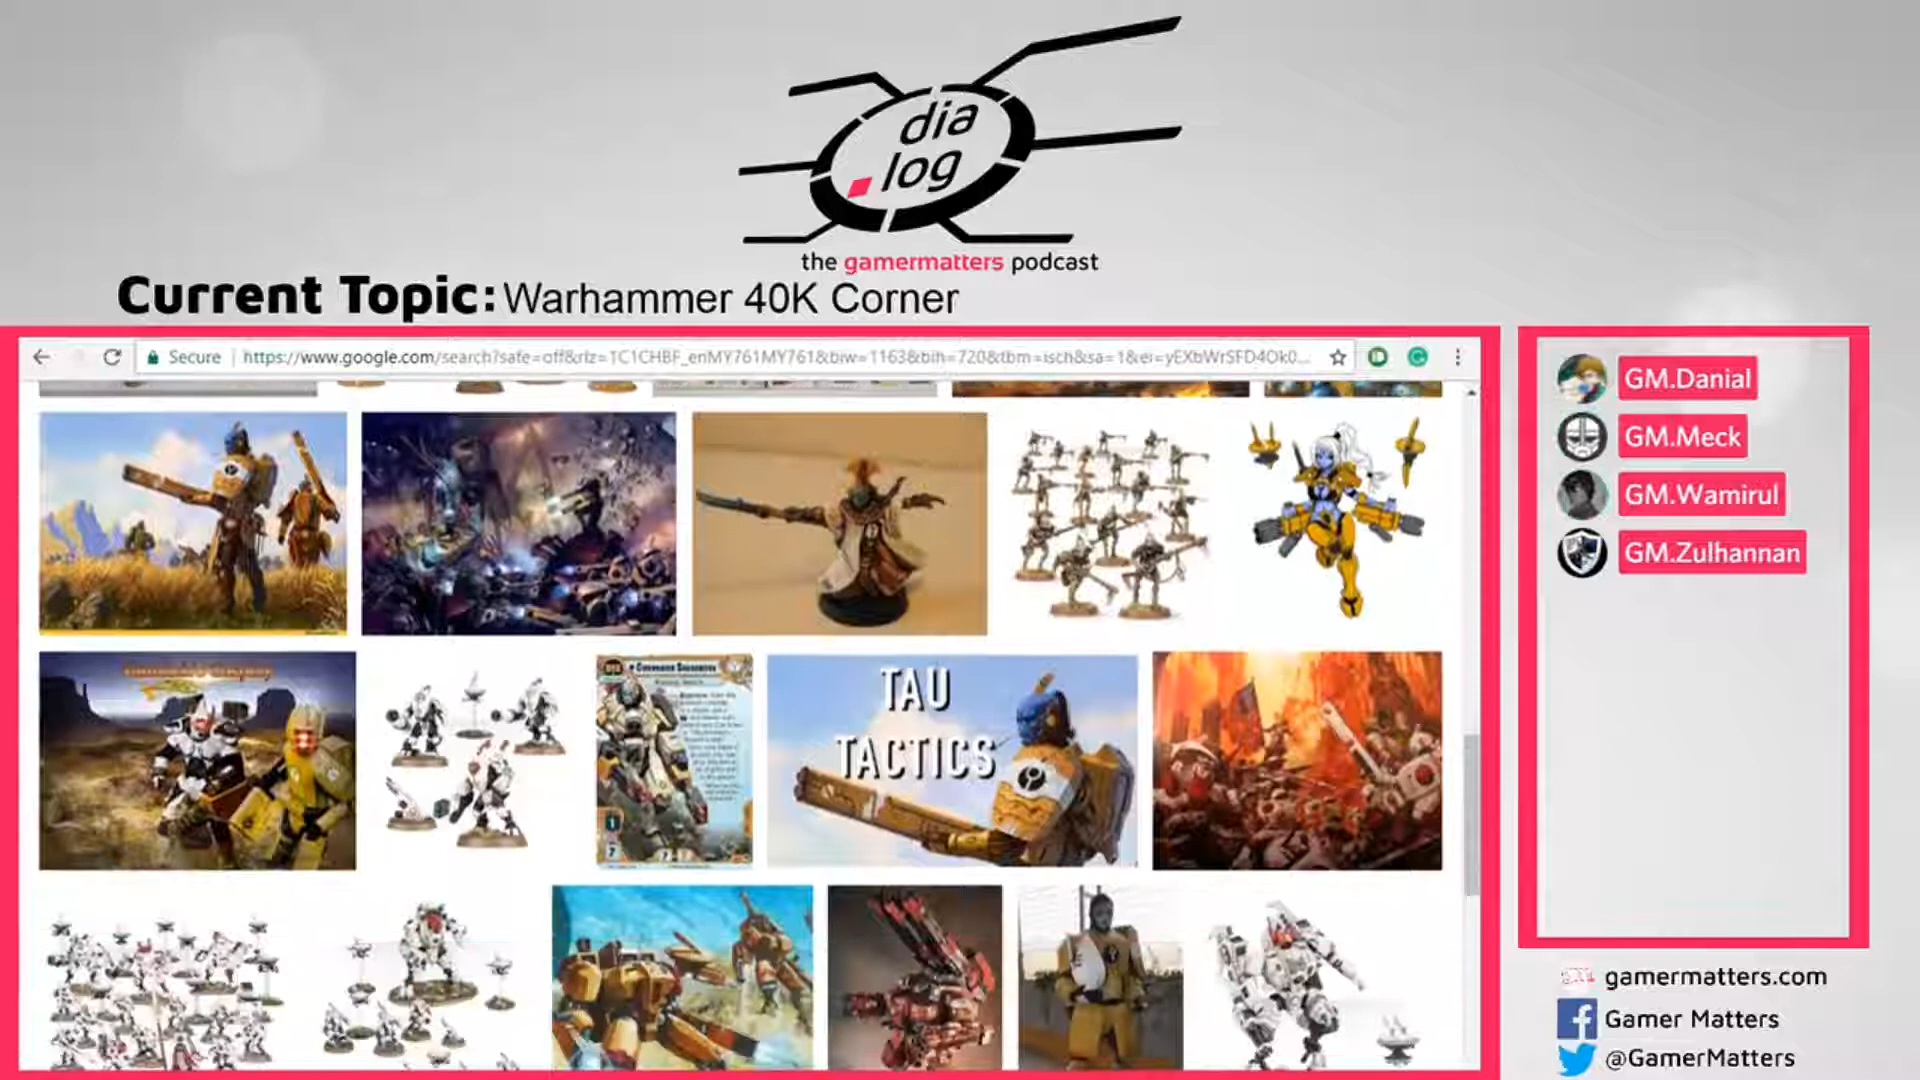 dia
.log
the gamermatters podcast
Current Topic: Warhammer 40K Corner
Secure
https://www.google.com/search?safe=off&rlz=1C1CHBF_enMY761MY761&biw=1163&bih=720&tbm=isch&sa=1&ei=yEXbWrSFD4Ok0...
TAU
TACTICS
GM.Danial
GM.Meck
GM.Wamirul
GM.Zulhannan
gamermatters.com
Gamer Matters
@GamerMatters